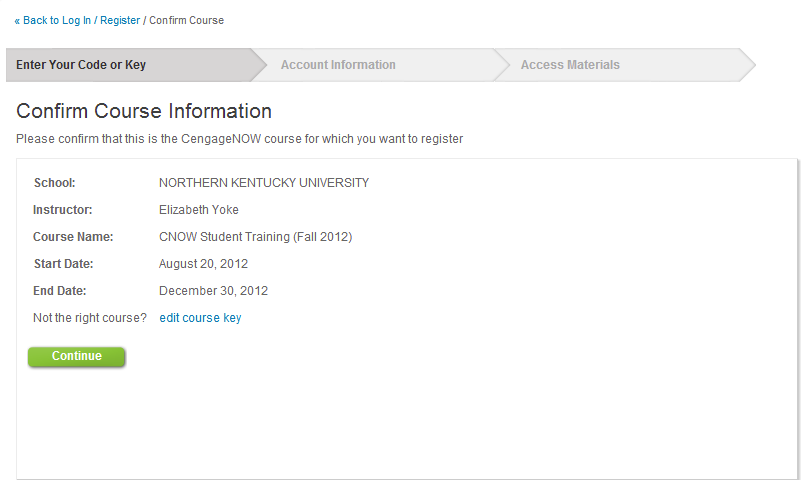 « Back to Log In / Register / Confirm Course
Enter Your Code or Key Account Information Access Materials
Confirm Course Information
Please confirm that this is the CengageNOW course for which you want to register
School: NORTHERN KENTUCKY UNIVERSITY
Instructor: Elizabeth Yoke
Course Name: CNOW Student Training (Fall 2012)
Start Date: August 20, 2012
End Date: December 30, 2012
Not the right course? edit course key
Continue